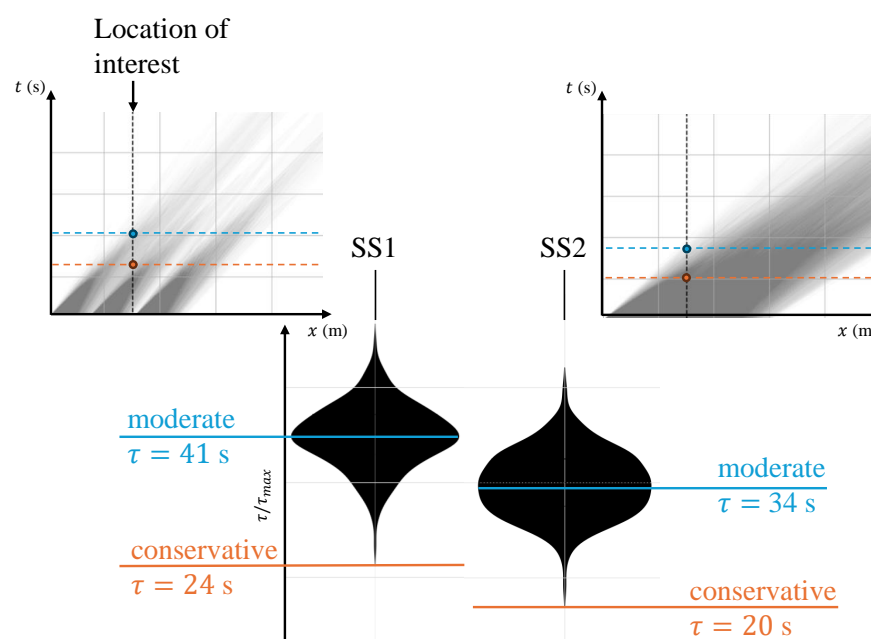 Location of
interest
t (s)
t (s)
SS1
SS2
x (m)
x (m)
moderate
τ = 41 s
moderate
τ = 34 s
τ/τmax
conservative
τ = 24 s
conservative
τ = 20 s